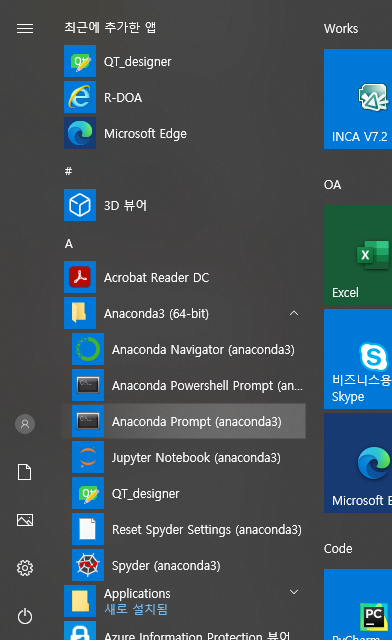 최근에 추가한 앱
QT_designer
R-DOA
Microsoft Edge
#
3D 뷰어
A
Acrobat Reader DC
Anaconda3 (64-bit)
Anaconda Navigator (anaconda3)
Anaconda Powershell Prompt (an...
Anaconda Prompt (anaconda3)
Jupyter Notebook (anaconda3)
QT_designer
Reset Spyder Settings (anaconda3)
Spyder (anaconda3)
Applications
새로 설치됨
Azure Information Protection 뷰어
Works
INCA V7.2
OA
Excel
비즈니스용
Skype
Microsoft E
Code
PC
PyCharm